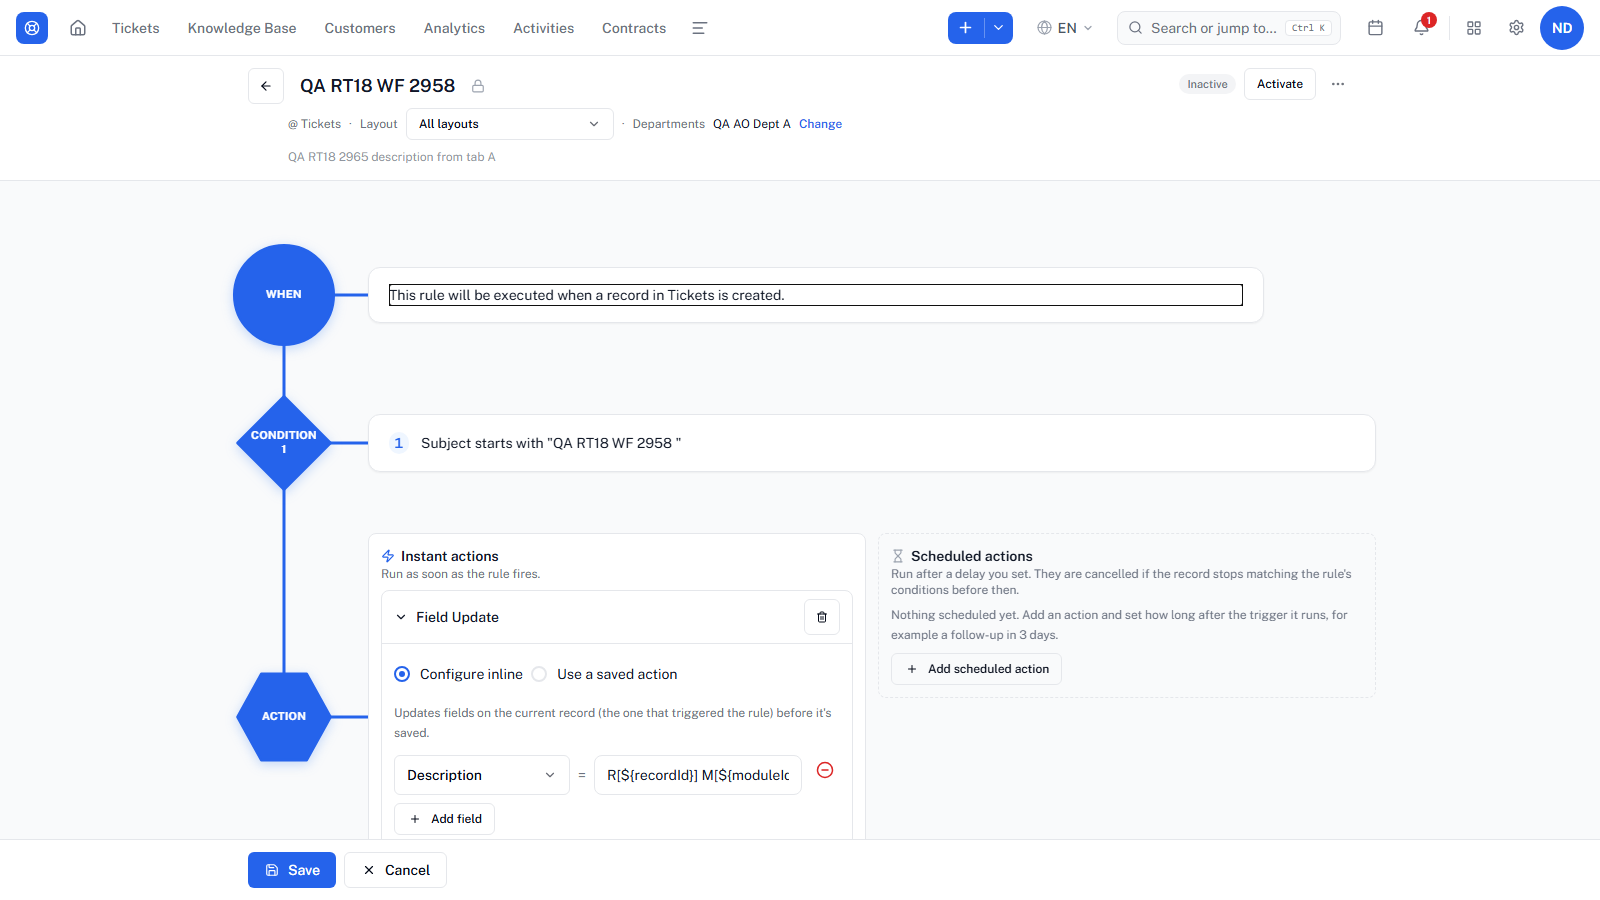 Tickets
Knowledge Base
Customers
Analytics
Activities
Contracts
EN
Search or jump to...
Ctrl K
1
ND
QA RT18 WF 2958
Inactive
Activate
@ Tickets · Layout
All layouts
· Departments QA AO Dept A Change
QA RT18 2965 description from tab A
WHEN
This rule will be executed when a record in Tickets is created.
CONDITION
1
1 Subject starts with "QA RT18 WF 2958 "
ACTION
Instant actions
Run as soon as the rule fires.
Field Update
Configure inline
Use a saved action
Updates fields on the current record (the one that triggered the rule) before it's
saved.
Description
=
R[${recordId}] M[${moduleIc
Add field
Scheduled actions
Run after a delay you set. They are cancelled if the record stops matching the rule's
conditions before then.
Nothing scheduled yet. Add an action and set how long after the trigger it runs, for
example a follow-up in 3 days.
Add scheduled action
Save
Cancel